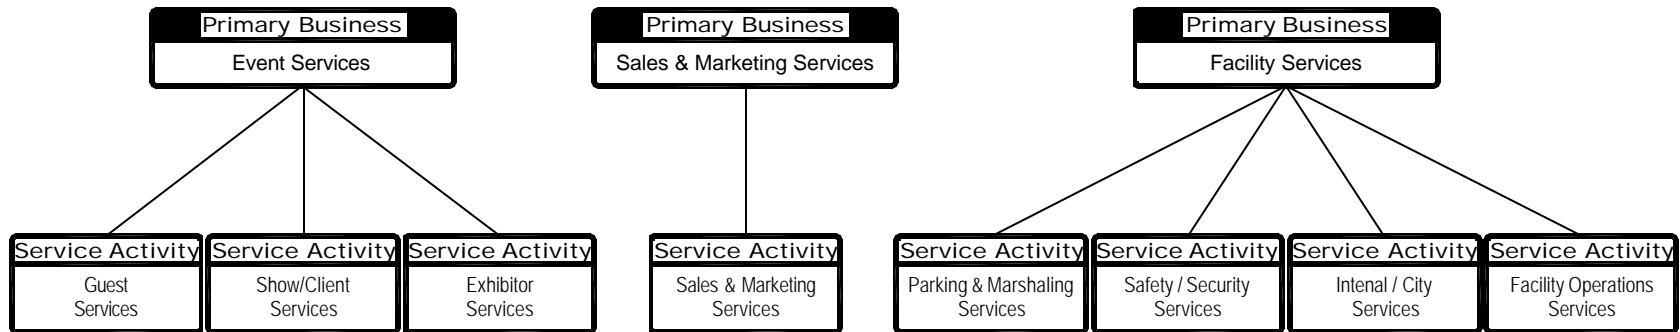 Primary Business
Event Services
Primary Business
Sales & Marketing Services
Primary Business
Facility Services
Service Activity
Guest
Services
Service Activity
Show/Client
Services
Service Activity
Exhibitor
Services
Service Activity
Sales & Marketing
Services
Service Activity
Parking & Marshaling
Services
Service Activity
Safety / Security
Services
Service Activity
Intenal / City
Services
Service Activity
Facility Operations
Services